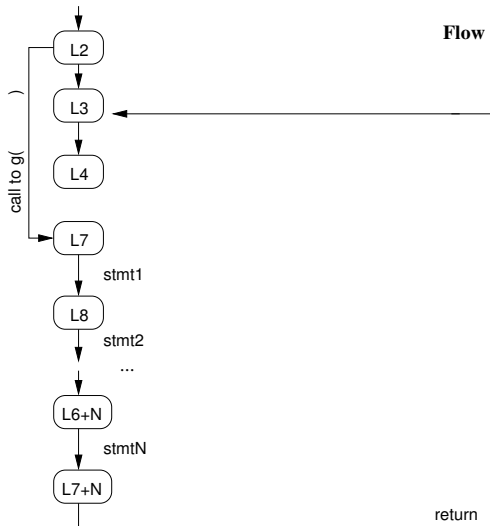 Flow
L2
L3
call to g( )
L4
L7
stmt1
L8
stmt2
...
L6+N
stmtN
L7+N
return